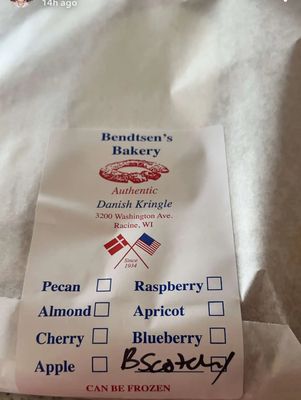 14h ago
Bendtsen's
Bakery
Authentic
Danish Kringle
3200 Washington Ave.
Racine, WI
Since
1934
Pecan
Raspberry
Almond
Apricot
Cherry
Blueberry
Apple
BScotchy
CAN BE FROZEN